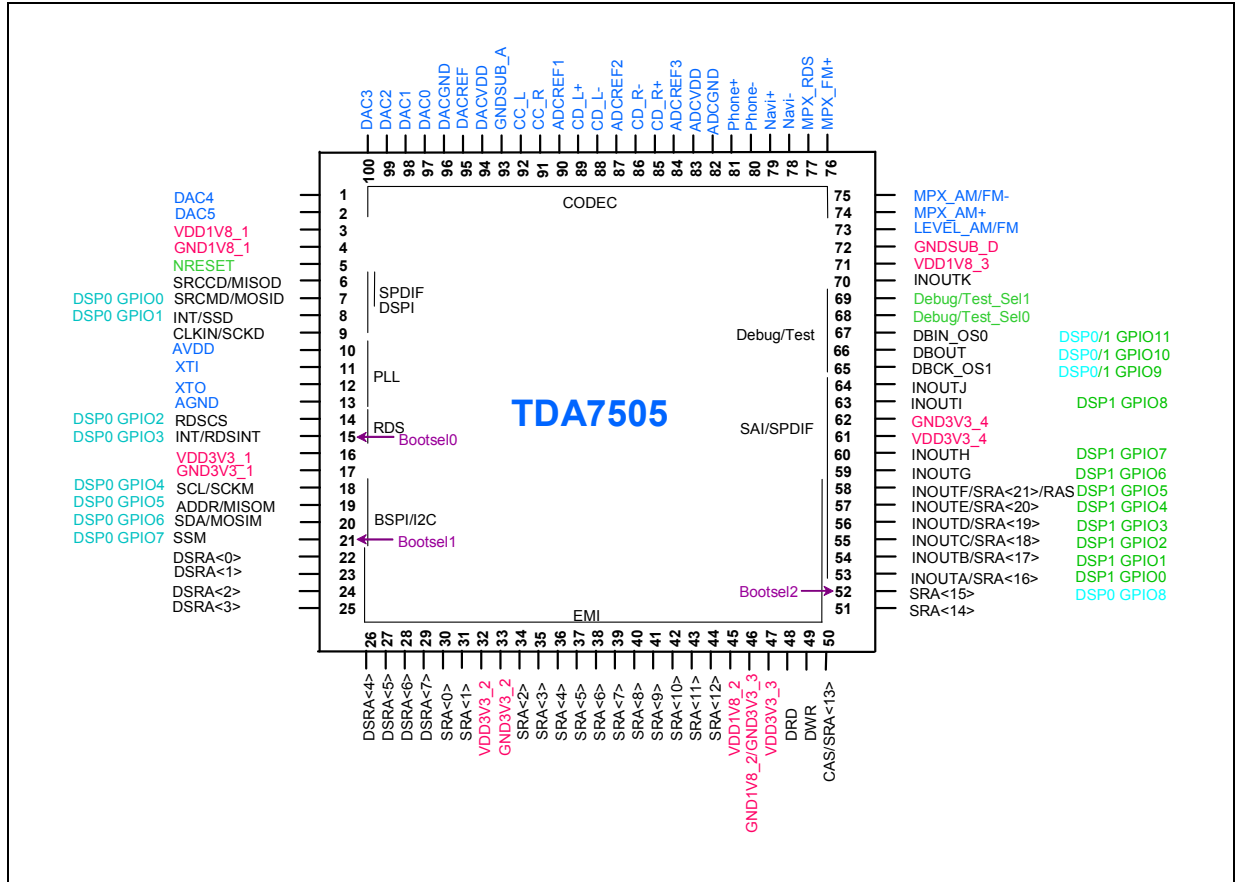 DAC3
DAC2
DAC1
DAC0
DACGND
DACREF
DACVDD
GNDSUB_A
CC_L
CC_R
ADCREF1
CD_L+
CD_L-
ADCREF2
CD_R-
CD_R+
ADCREF3
ADCVDD
ADCGND
Phone+
Phone-
Navi+
Navi-
MPX_RDS
MPX_FM+
100
99
98
97
96
95
94
93
92
91
90
89
88
87
86
85
84
83
82
81
80
79
78
77
76
DAC4 1
DAC5 2
VDD1V8_1 3
GND1V8_1 4
NRESET 5
SRCCD/MISOD 6
DSP0 GPIO0 SRCMD/MOSID 7
DSP0 GPIO1 INT/SSD 8
CLKIN/SCKD 9
AVDD 10
XTI 11
XTO 12
AGND 13
DSP0 GPIO2 RDSCS 14
DSP0 GPIO3 INT/RDSINT 15
VDD3V3_1 16
GND3V3_1 17
DSP0 GPIO4 SCL/SCKM 18
DSP0 GPIO5 ADDR/MISOM 19
DSP0 GPIO6 SDA/MOSIM 20
DSP0 GPIO7 SSM 21
DSRA<0> 22
DSRA<1> 23
DSRA<2> 24
DSRA<3> 25
CODEC
SPDIF
DSPI
PLL
RDS
Bootsel0
BSPI/I2C
Bootsel1
TDA7505
Debug/Test
SAI/SPDIF
Bootsel2
EMI
75 MPX_AM/FM-
74 MPX_AM+
73 LEVEL_AM/FM
72 GNDSUB_D
71 VDD1V8_3
70 INOUTK
69 Debug/Test_Sel1
68 Debug/Test_Sel0
67 DBIN_OS0 DSP0/1 GPIO11
66 DBOUT DSP0/1 GPIO10
65 DBCK_OS1 DSP0/1 GPIO9
64 INOUTJ
63 INOUTI DSP1 GPIO8
62 GND3V3_4
61 VDD3V3_4
60 INOUTH DSP1 GPIO7
59 INOUTG DSP1 GPIO6
58 INOUTF/SRA<21>/RAS DSP1 GPIO5
57 INOUTE/SRA<20> DSP1 GPIO4
56 INOUTD/SRA<19> DSP1 GPIO3
55 INOUTC/SRA<18> DSP1 GPIO2
54 INOUTB/SRA<17> DSP1 GPIO1
53 INOUTA/SRA<16> DSP1 GPIO0
52 SRA<15> DSP0 GPIO8
51 SRA<14>
26
27
28
29
30
31
32
33
34
35
36
37
38
39
40
41
42
43
44
45
46
47
48
49
50
DSRA<4>
DSRA<5>
DSRA<6>
DSRA<7>
SRA<0>
SRA<1>
VDD3V3_2
GND3V3_2
SRA<2>
SRA<3>
SRA<4>
SRA<5>
SRA<6>
SRA<7>
SRA<8>
SRA<9>
SRA<10>
SRA<11>
SRA<12>
VDD1V8_2
GND1V8_2/GND3V3_3
VDD3V3_3
DRD
DWR
CAS/SRA<13>